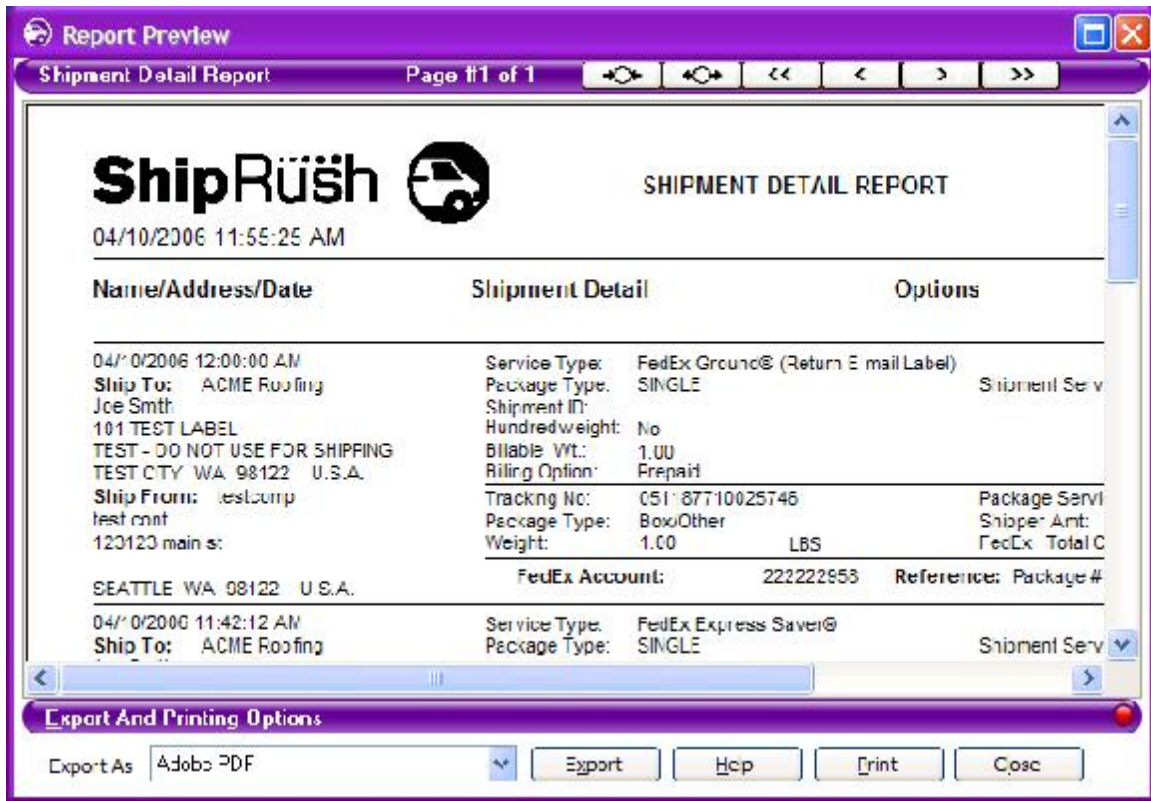 Report Preview
Shipment Detail Report Page #1 of 1 << < > >>
ShipRush
SHIPMENT DETAIL REPORT
04/10/2006 11:55:25 AM
Name/Address/Date Shipment Detail Options
04/10/2006 12:00:00 AM
Ship To: ACME Roofing
Joe Smith
101 TEST LABEL
TEST - DO NOT USE FOR SHIPPING
TEST CITY WA 98122 U.S.A.
Ship From: testcomp
test cont
123123 main st
SEATTLE WA 98122 U.S.A.
Service Type: FedEx Ground® (Return E-mail Label)
Package Type: SINGLE Shipment Serv
Shipment ID:
Hundredweight: No
Billable Wt.: 1.00
Billing Option: Prepaid
Tracking No: Package Servi
Package Type: Box/Other Shipper Amt:
Weight: 1.00 LBS FedEx Total C
FedEx Account: Reference: Package #
04/10/2006 11:42:12 AM
Ship To: ACME Roofing
Service Type: FedEx Express Saver®
Package Type: SINGLE Shipment Serv
Export And Printing Options
Export As Adobe PDF Export Help Print Close